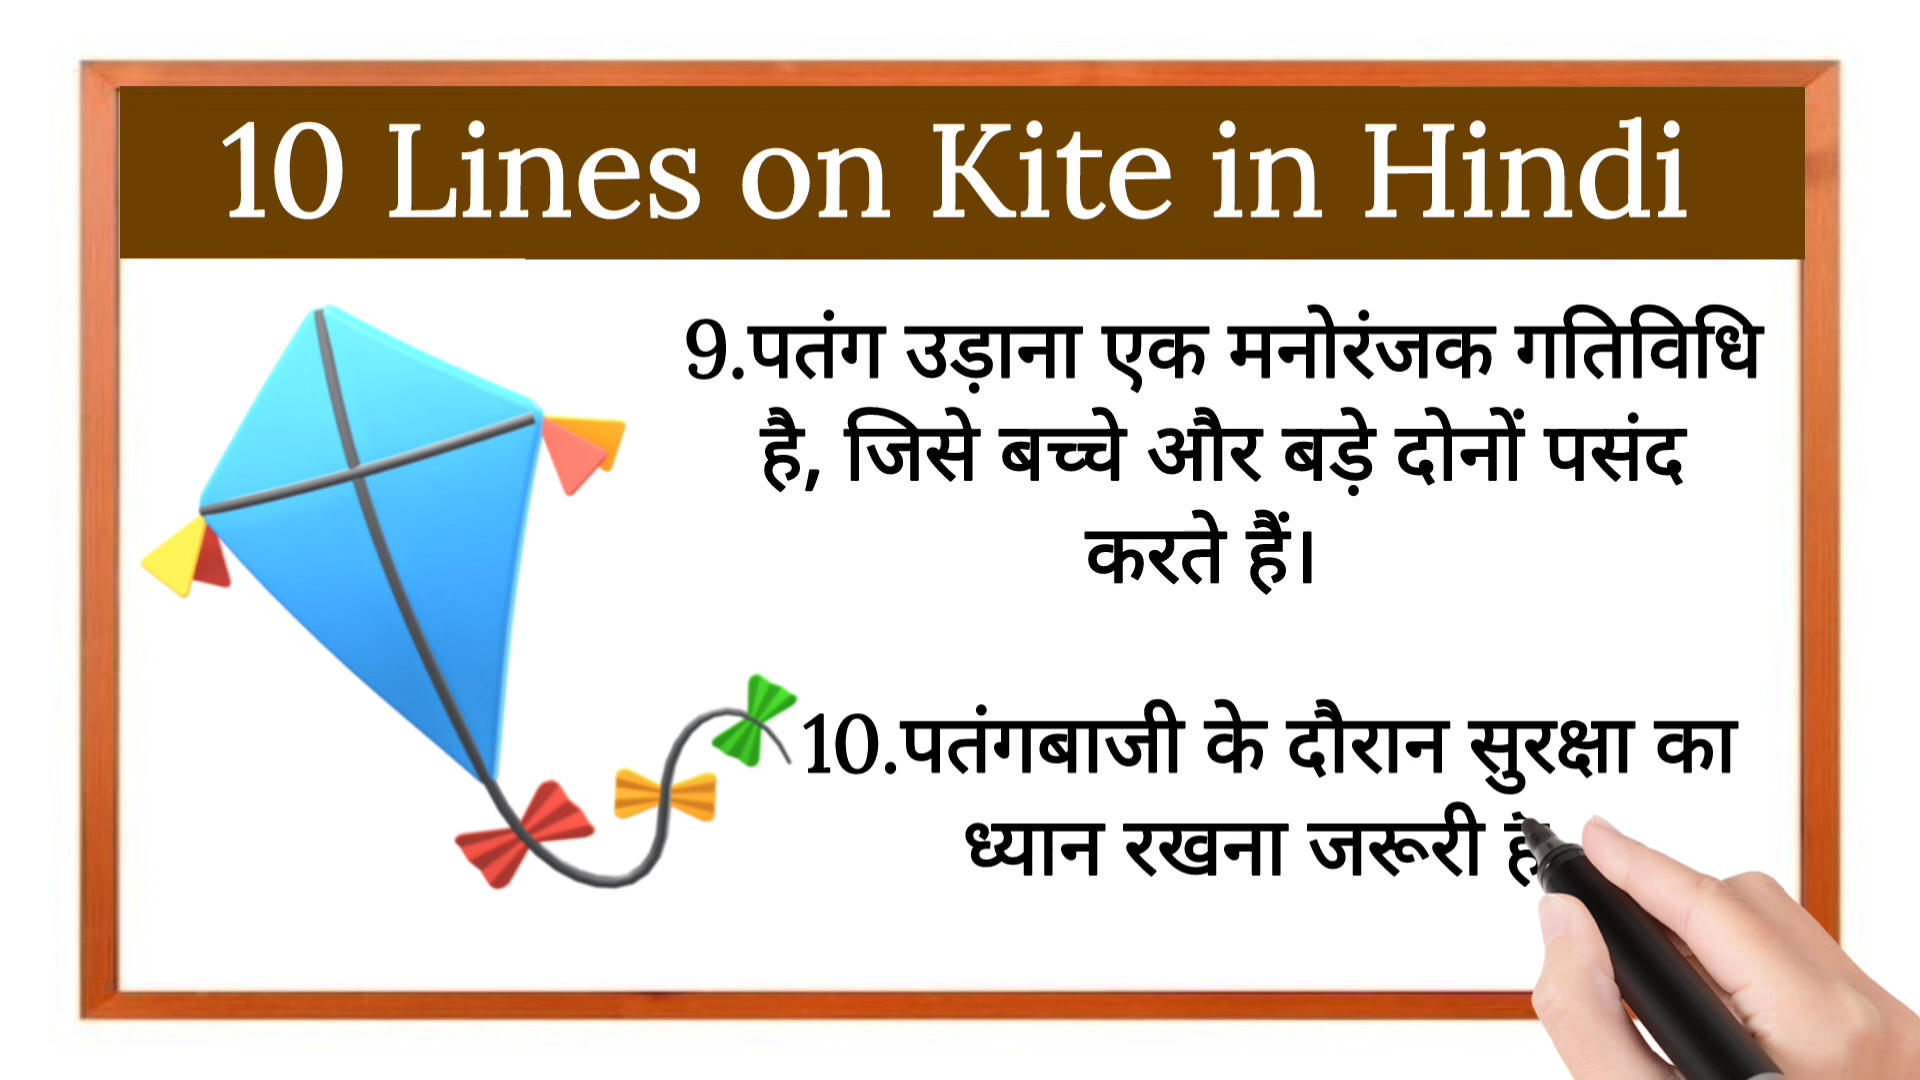 10 Lines on Kite in Hindi
9.पतंग उड़ाना एक मनोरंजक गतिविधि
है, जिसे बच्चे और बड़े दोनों पसंद
करते हैं।
10.पतंगबाजी के दौरान सुरक्षा का
ध्यान रखना जरूरी